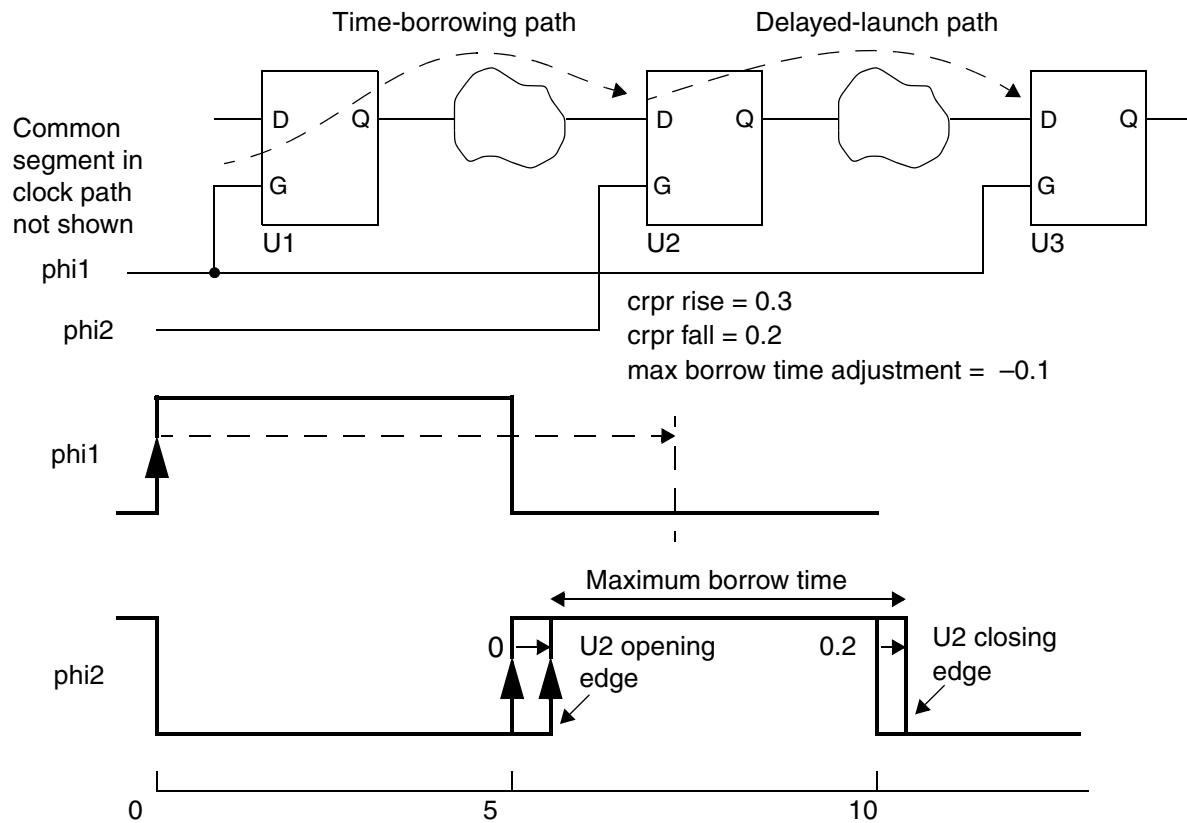 Time-borrowing path
Delayed-launch path
Common
segment in
clock path
not shown
D
Q
G
U1
D
Q
G
U2
D
Q
G
U3
phi1
phi2
crpr rise = 0.3
crpr fall = 0.2
max borrow time adjustment = –0.1
phi1
Maximum borrow time
phi2
0
U2 opening
edge
0.2
U2 closing
edge
0
5
10